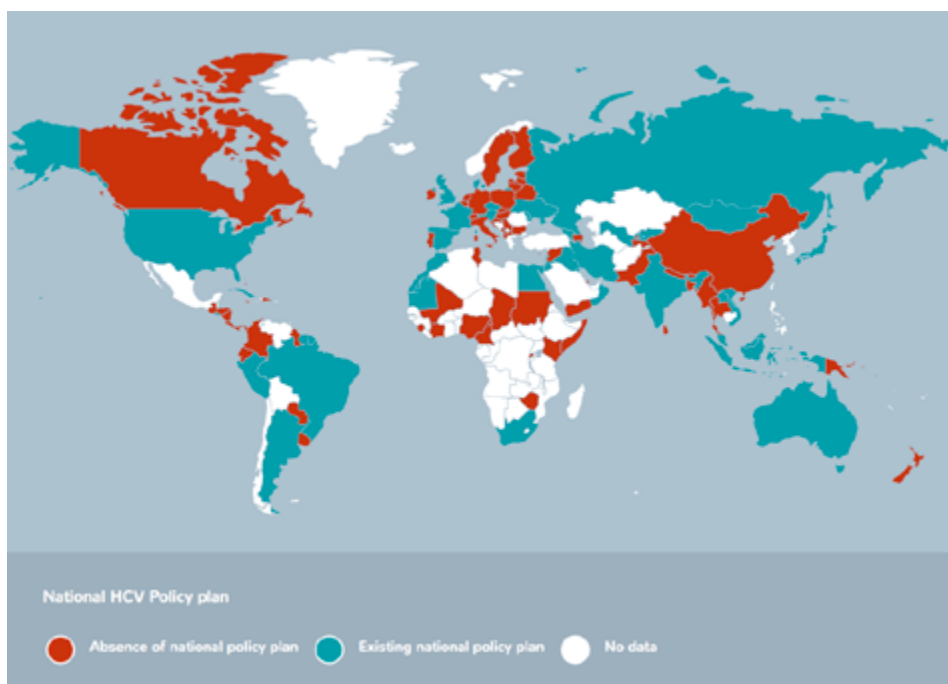 National HCV Policy plan
Absence of national policy plan
Existing national policy plan
No data